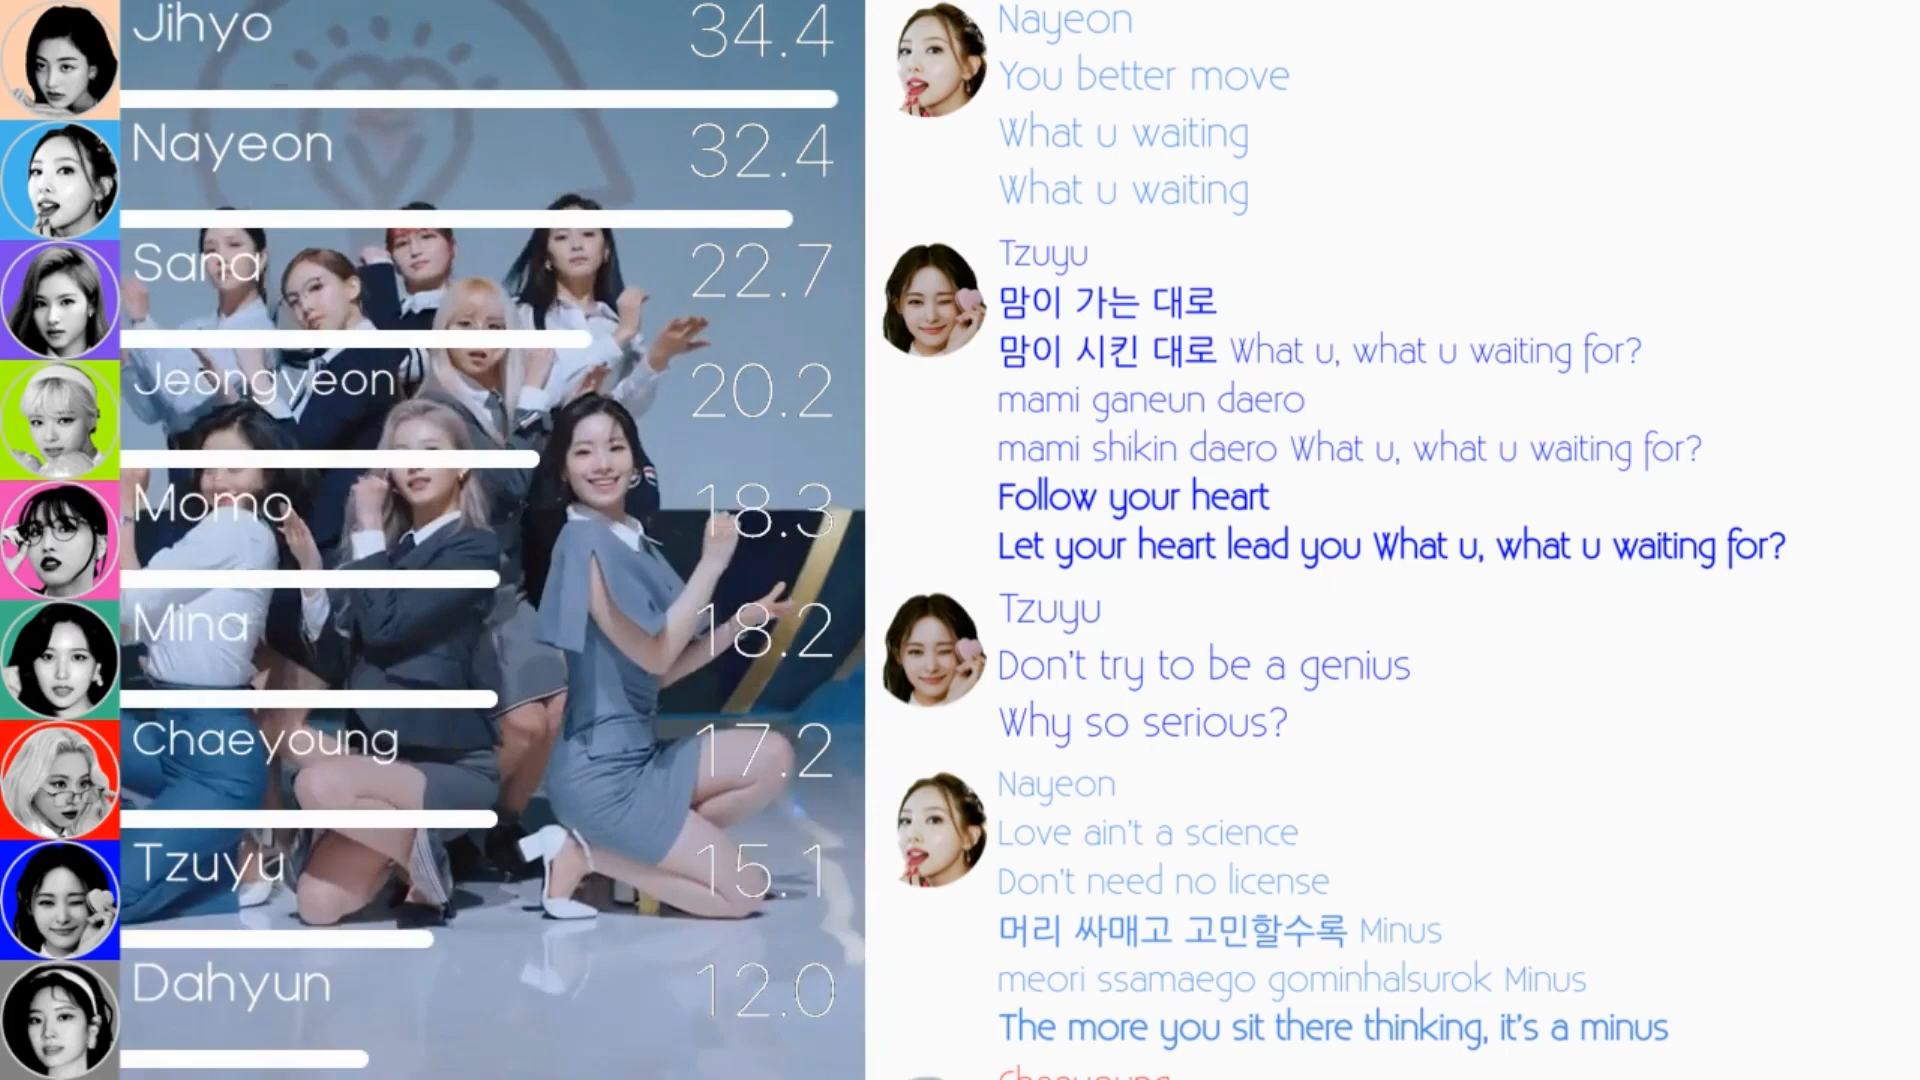 Jihyo 34.4
Nayeon 32.4
Sana 22.7
Jeongyeon 20.2
Momo 18.3
Mina 18.2
Chaeyoung 17.2
Tzuyu 15.1
Dahyun 12.0
Nayeon
You better move
What u waiting
What u waiting
Tzuyu
맘이 가는 대로
맘이 시킨 대로 What u, what u waiting for?
mami ganeun daero
mami shikin daero What u, what u waiting for?
Follow your heart
Let your heart lead you What u, what u waiting for?
Tzuyu
Don't try to be a genius
Why so serious?
Nayeon
Love ain't a science
Don't need no license
머리 싸매고 고민할수록 Minus
meori ssamaego gominhalsurok Minus
The more you sit there thinking, it's a minus
Chaeyoung